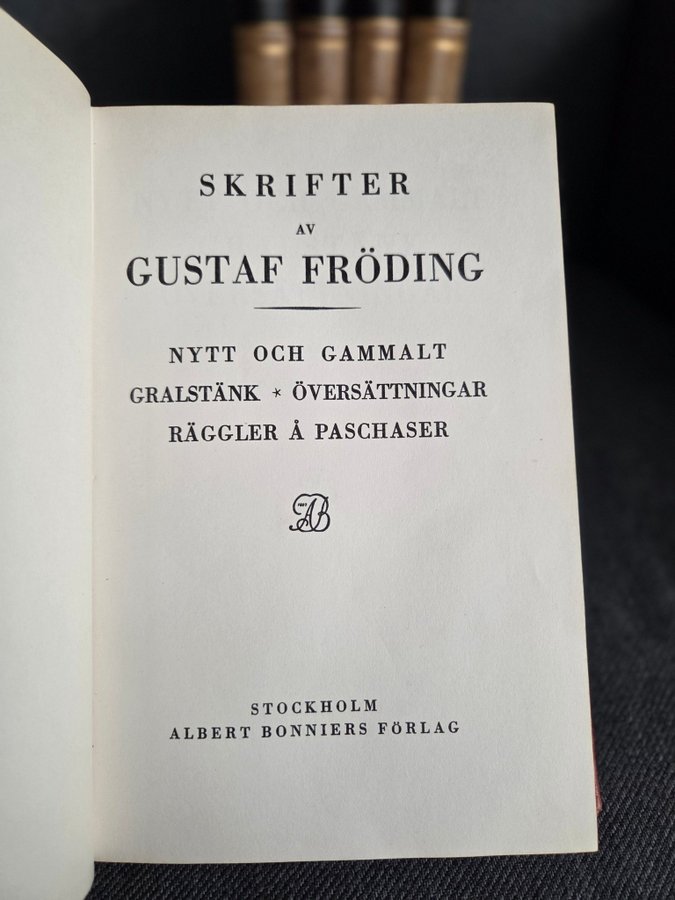 SKRIFTER
AV
GUSTAF FRÖDING
NYTT OCH GAMMALT
GRALSTÄNK * ÖVERSÄTTNINGAR
RÄGGLER Å PASCHASER
AB
STOCKHOLM
ALBERT BONNIERS FÖRLAG